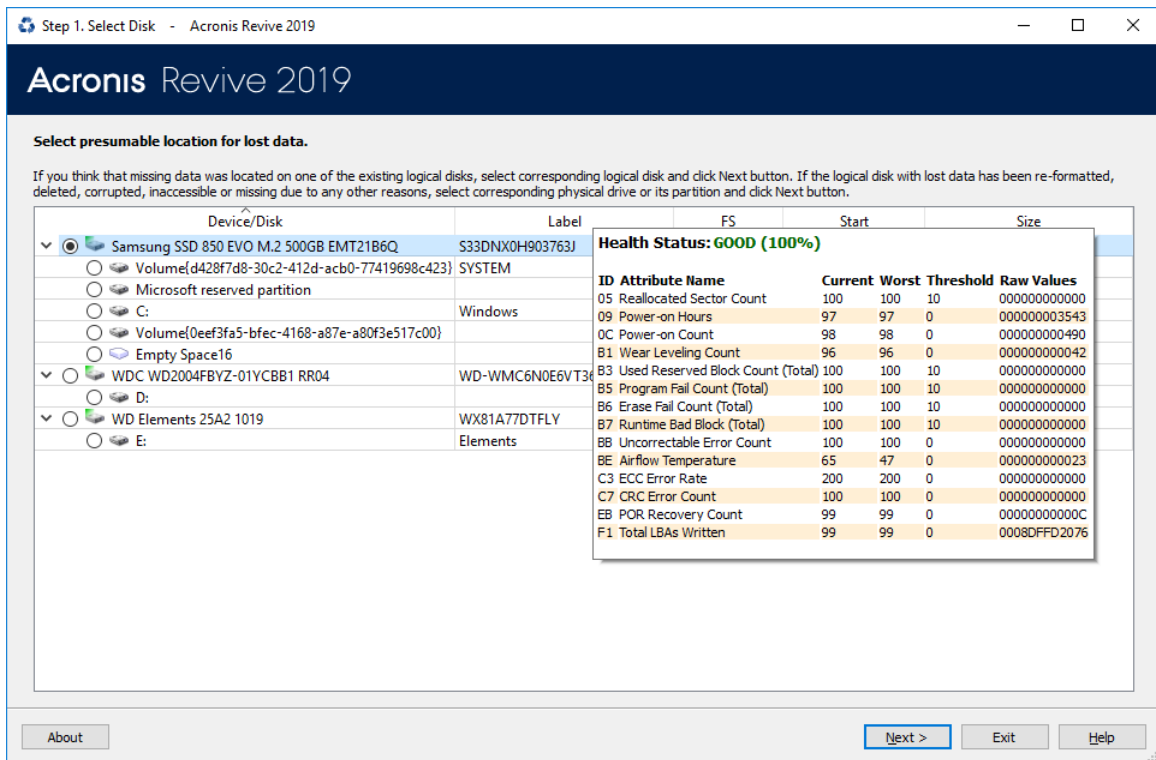 Step 1. Select Disk - Acronis Revive 2019
Acronis Revive 2019
Select presumable location for lost data.
If you think that missing data was located on one of the existing logical disks, select corresponding logical disk and click Next button. If the logical disk with lost data has been re-formatted,
deleted, corrupted, inaccessible or missing due to any other reasons, select corresponding physical drive or its partition and click Next button.
Device/Disk Label FS Start Size
Samsung SSD 850 EVO M.2 500GB EMT21B6Q S33DNX0H903763J
Volume{d428f7d8-30c2-412d-acb0-77419698c423} SYSTEM
Microsoft reserved partition
C: Windows
Volume{0eef3fa5-bfec-4168-a87e-a80f3e517c00}
Empty Space16
WDC WD2004FBYZ-01YCBB1 RR04 WD-WMC6N0E6VT36
D:
WD Elements 25A2 1019 WX81A77DTFLY
E: Elements
Health Status: GOOD (100%)
ID Attribute Name Current Worst Threshold Raw Values
05 Reallocated Sector Count 100 100 10 000000000000
09 Power-on Hours 97 97 0 000000003543
0C Power-on Count 98 98 0 000000000490
B1 Wear Leveling Count 96 96 0 000000000042
B3 Used Reserved Block Count (Total) 100 100 10 000000000000
B5 Program Fail Count (Total) 100 100 10 000000000000
B6 Erase Fail Count (Total) 100 100 10 000000000000
B7 Runtime Bad Block (Total) 100 100 10 000000000000
BB Uncorrectable Error Count 100 100 0 000000000000
BE Airflow Temperature 65 47 0 000000000023
C3 ECC Error Rate 200 200 0 000000000000
C7 CRC Error Count 100 100 0 000000000000
EB POR Recovery Count 99 99 0 00000000000C
F1 Total LBAs Written 99 99 0 0008DFFD2076
About Next > Exit Help